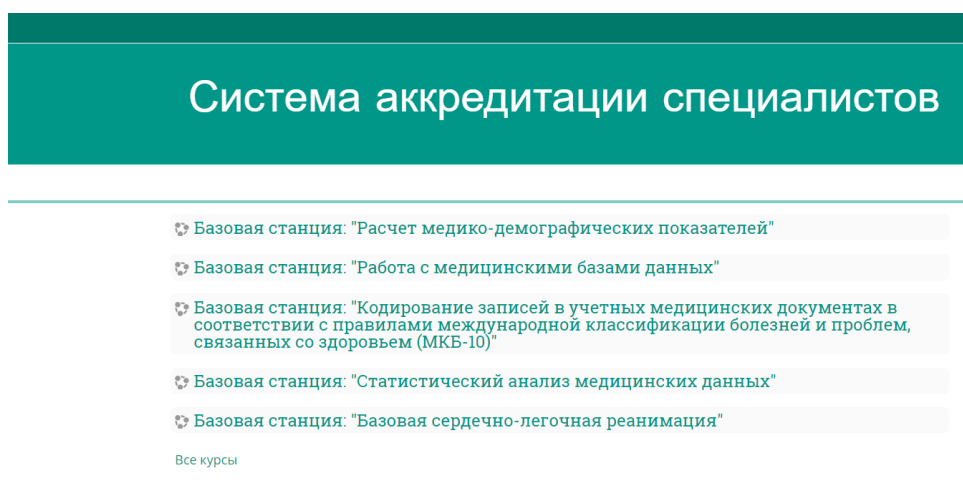 Система аккредитации специалистов
Базовая станция: "Расчет медико-демографических показателей"
Базовая станция: "Работа с медицинскими базами данных"
Базовая станция: "Кодирование записей в учетных медицинских документах в
соответствии с правилами международной классификации болезней и проблем,
связанных со здоровьем (МКБ-10)"
Базовая станция: "Статистический анализ медицинских данных"
Базовая станция: "Базовая сердечно-легочная реанимация"
Все курсы